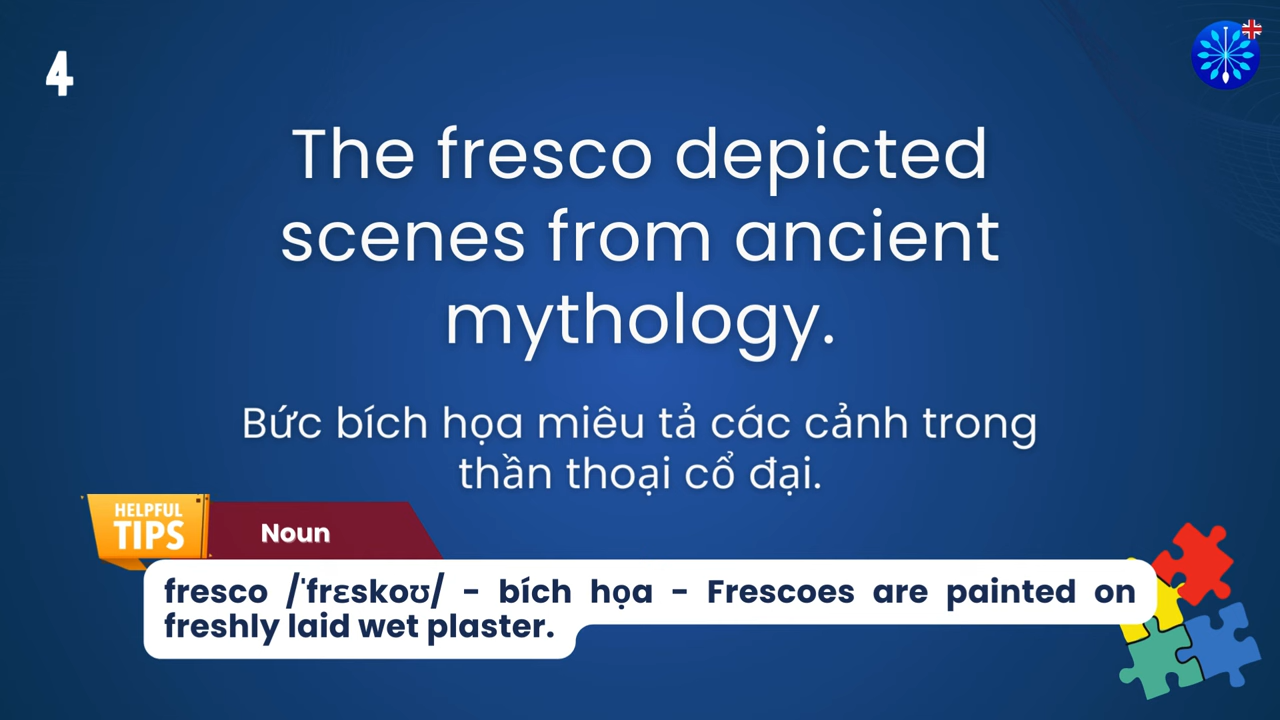 4
The fresco depicted
scenes from ancient
mythology.
Bức bích họa miêu tả các cảnh trong
thần thoại cổ đại.
HELPFUL
TIPS
Noun
fresco /ˈfrɛskoʊ/ - bích họa - Frescoes are painted on
freshly laid wet plaster.